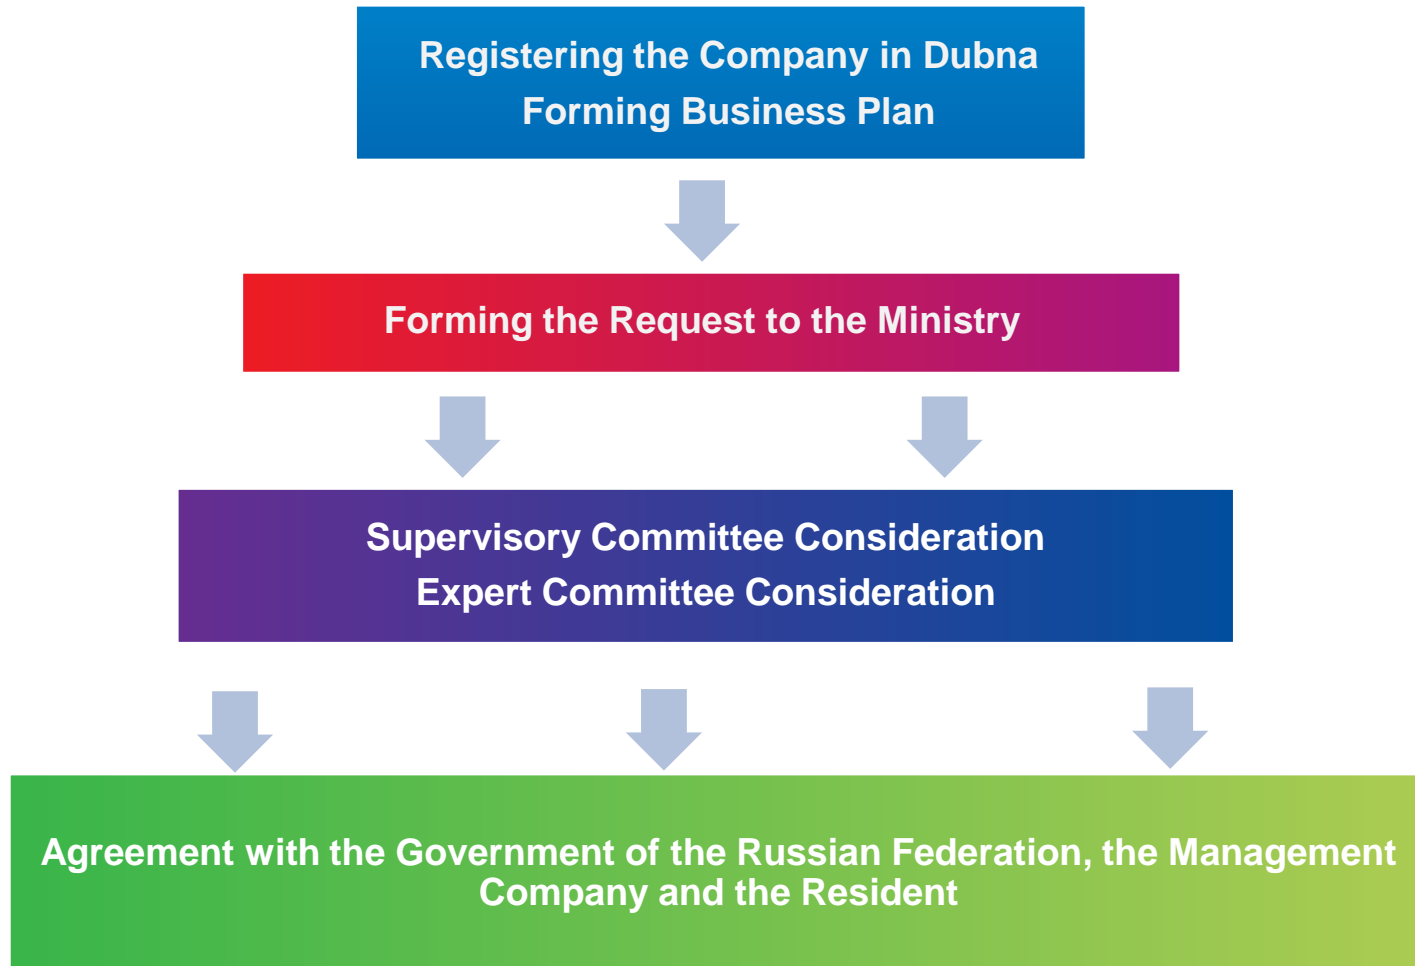 Registering the Company in Dubna
Forming Business Plan
Forming the Request to the Ministry
Supervisory Committee Consideration
Expert Committee Consideration
Agreement with the Government of the Russian Federation, the Management
Company and the Resident